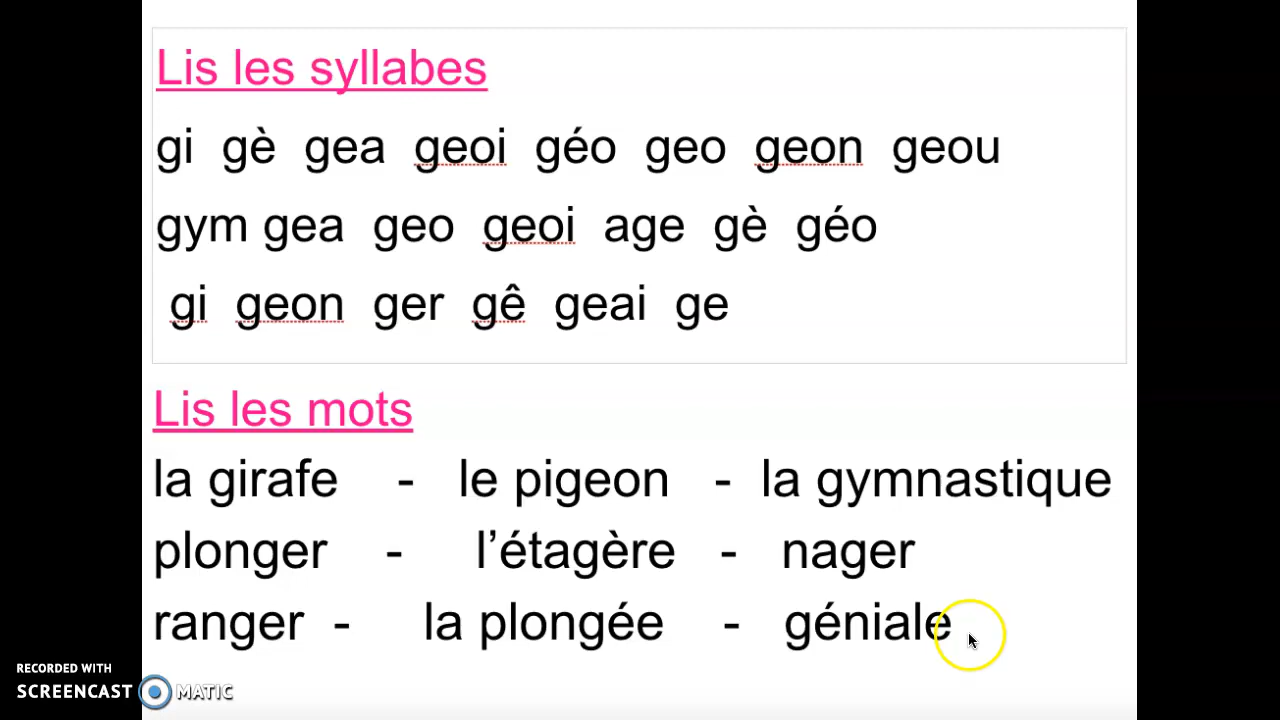 Lis les syllabes
gi gè gea geoi géo geo geon geou
gym gea geo geoi age gè géo
gi geon ger gê geai ge
Lis les mots
la girafe - le pigeon - la gymnastique
plonger - l’étagère - nager
ranger - la plongée - géniale
RECORDED WITH
SCREENCAST MATIC